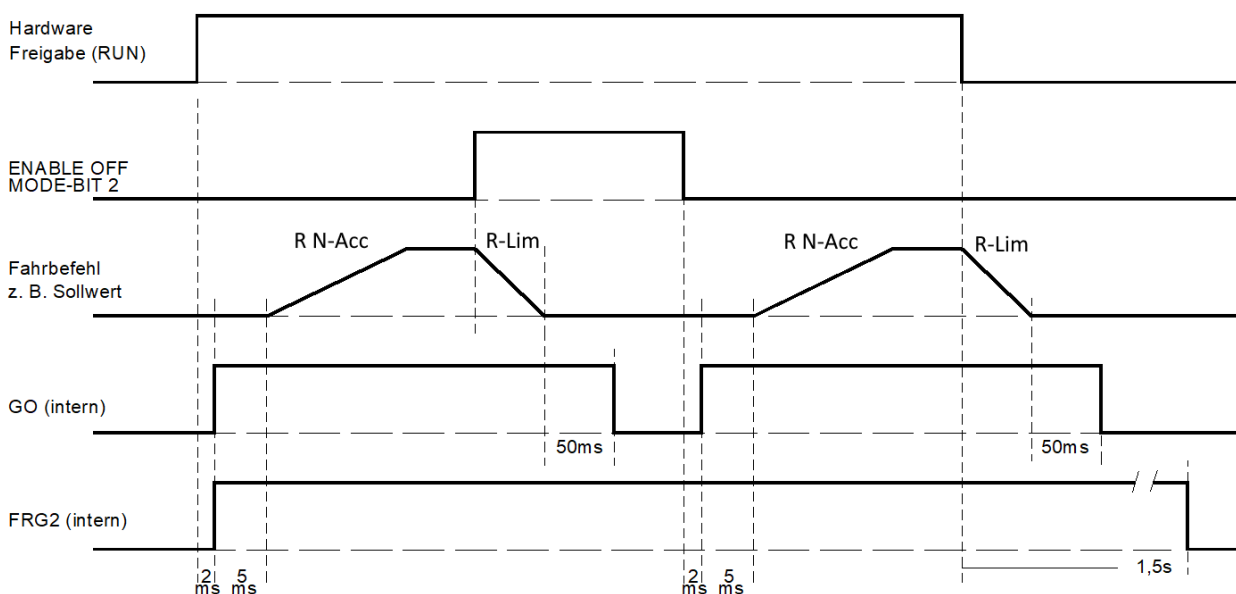 Hardware
Freigabe (RUN)
ENABLE OFF
MODE-BIT 2
R N-Acc
R-Lim
R N-Acc
R-Lim
Fahrbefehl
z. B. Sollwert
GO (intern)
50ms
50ms
FRG2 (intern)
2 5 2 5 1,5s
ms ms ms ms